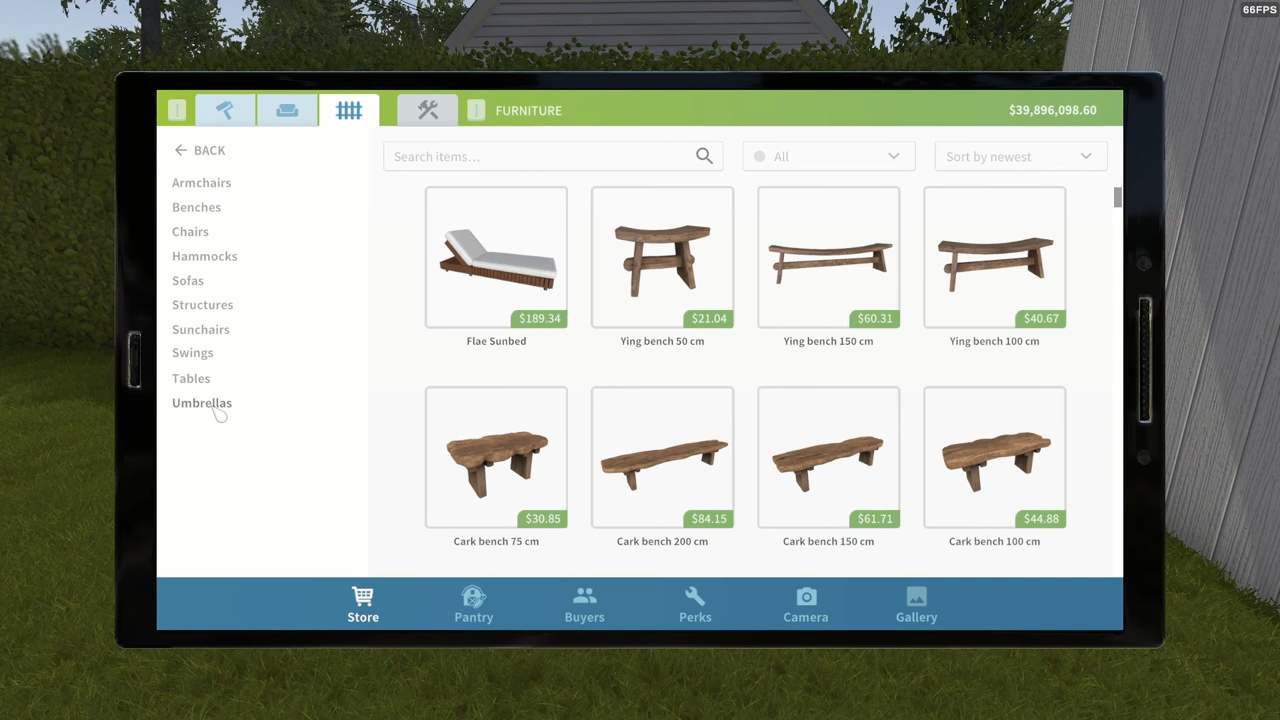 66FPS
FURNITURE
$39,896,098.60
BACK
Search items...
All
Sort by newest
Armchairs
Benches
Chairs
Hammocks
Sofas
Structures
Sunchairs
Swings
Tables
Umbrellas
$189.34
$21.04
$60.31
$40.67
Flae Sunbed
Ying bench 50 cm
Ying bench 150 cm
Ying bench 100 cm
$30.85
$84.15
$61.71
$44.88
Cark bench 75 cm
Cark bench 200 cm
Cark bench 150 cm
Cark bench 100 cm
Store
Pantry
Buyers
Perks
Camera
Gallery